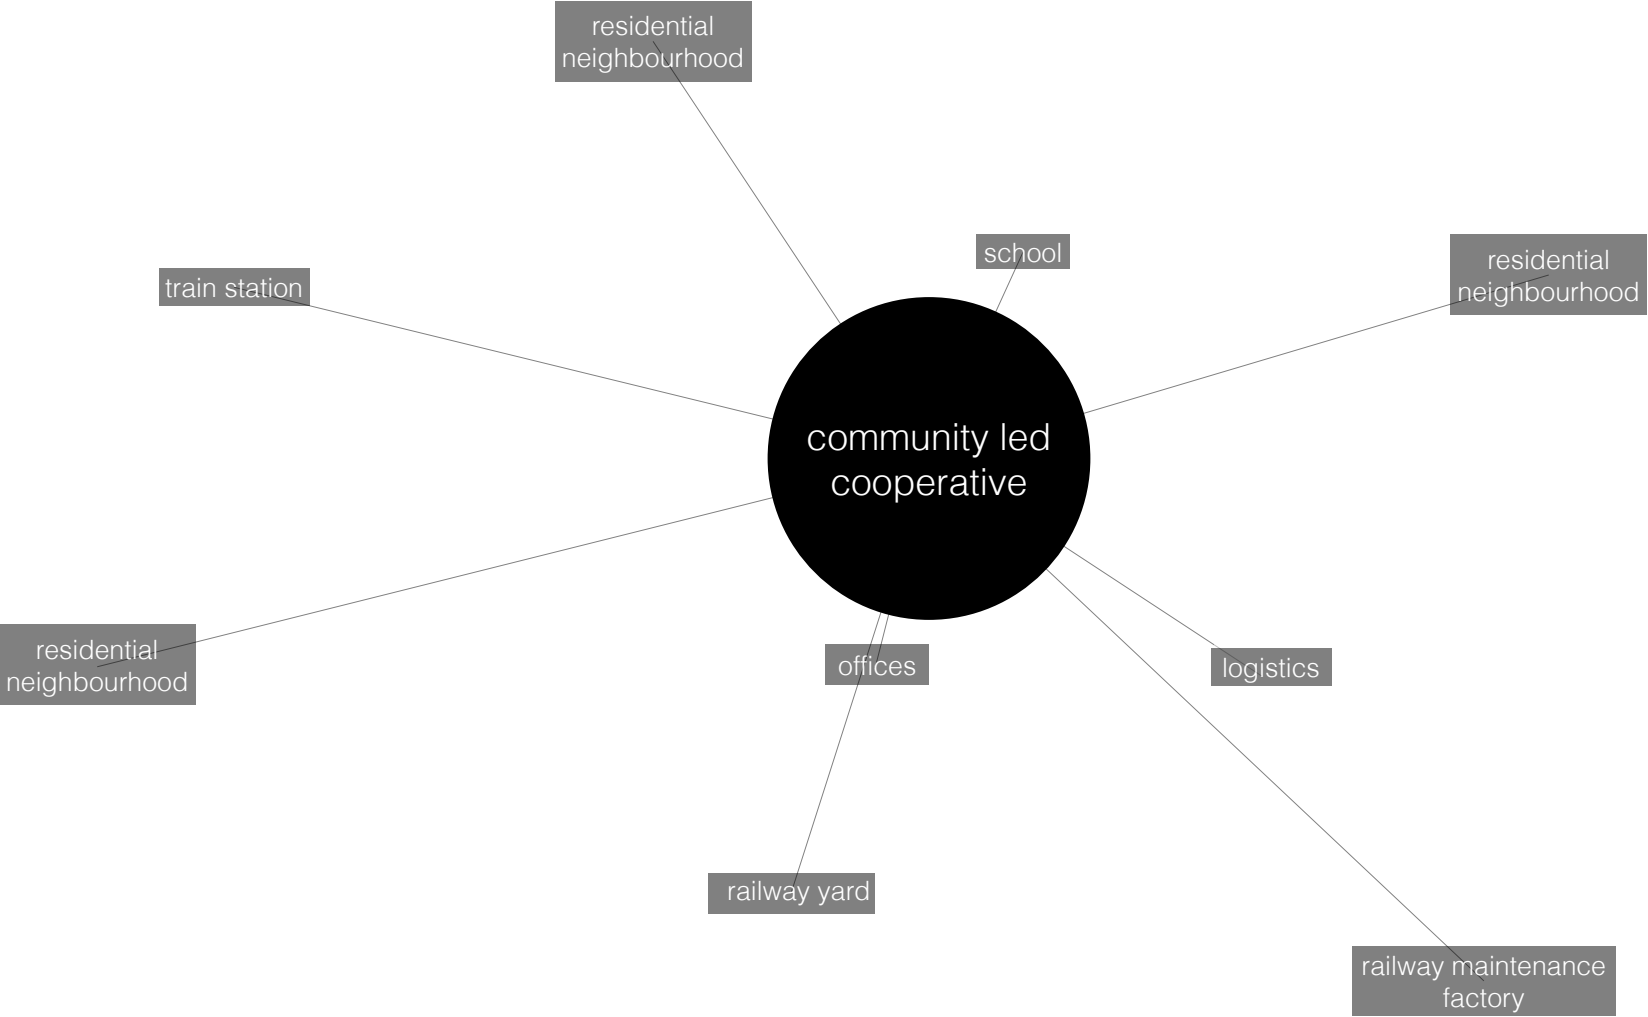 residential
neighbourhood
school
residential
neighbourhood
train station
community led
cooperative
residential
neighbourhood
offices
logistics
railway yard
railway maintenance
factory